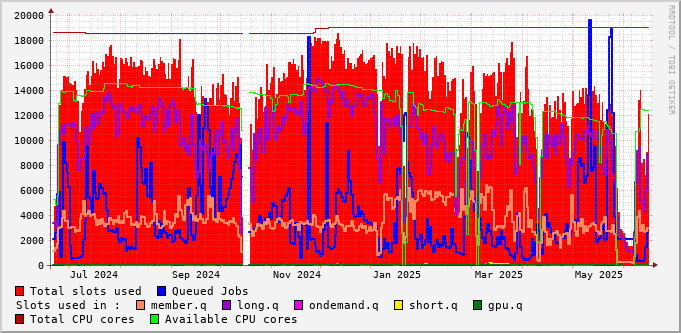 20000
18000
16000
14000
12000
10000
8000
6000
4000
2000
0
Jul 2024 Sep 2024 Nov 2024 Jan 2025 Mar 2025 May 2025
Total slots used Queued Jobs
Slots used in : member.q long.q ondemand.q short.q gpu.q
Total CPU cores Available CPU cores
RRDTOOL / TOBI OETIKER